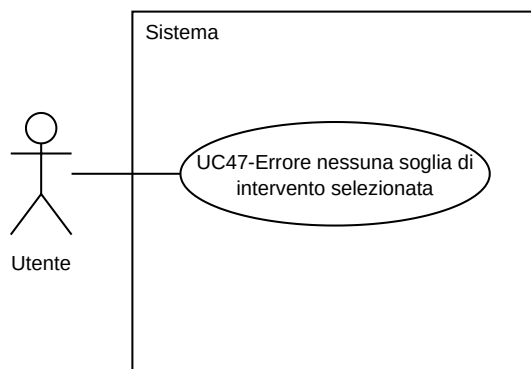 Sistema
UC47-Errore nessuna soglia di
intervento selezionata
Utente